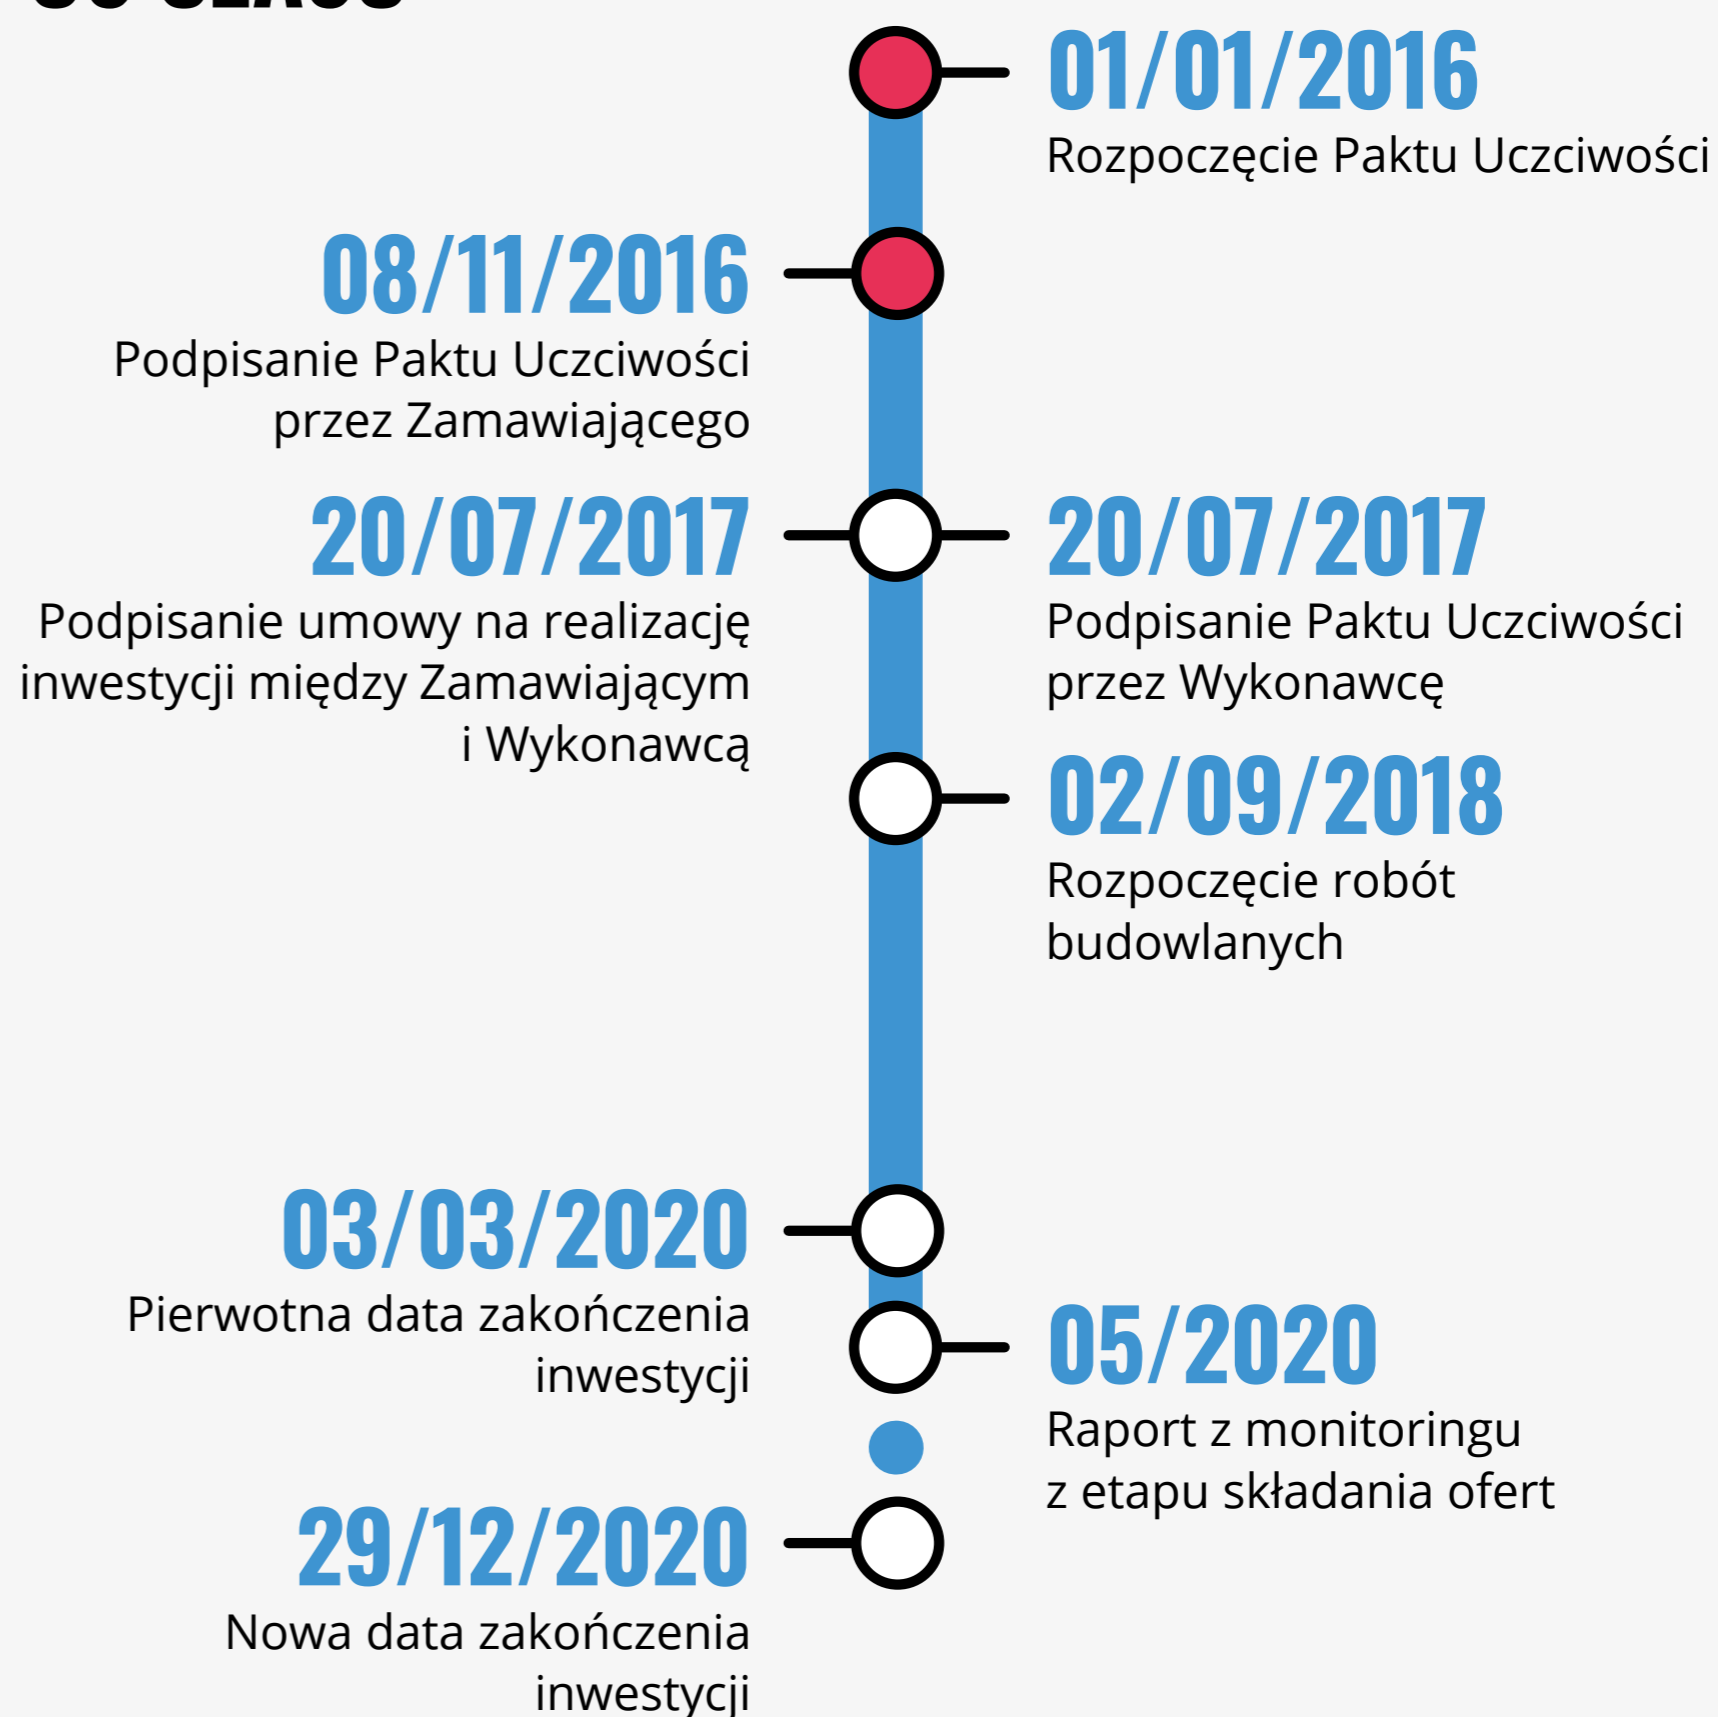 01/01/2016
Rozpoczęcie Paktu Uczciwości
08/11/2016
Podpisanie Paktu Uczciwości
przez Zamawiającego
20/07/2017
Podpisanie umowy na realizację
inwestycji między Zamawiającym
i Wykonawcą
20/07/2017
Podpisanie Paktu Uczciwości
przez Wykonawcę
02/09/2018
Rozpoczęcie robót
budowlanych
03/03/2020
Pierwotna data zakończenia
inwestycji
05/2020
Raport z monitoringu
z etapu składania ofert
29/12/2020
Nowa data zakończenia
inwestycji